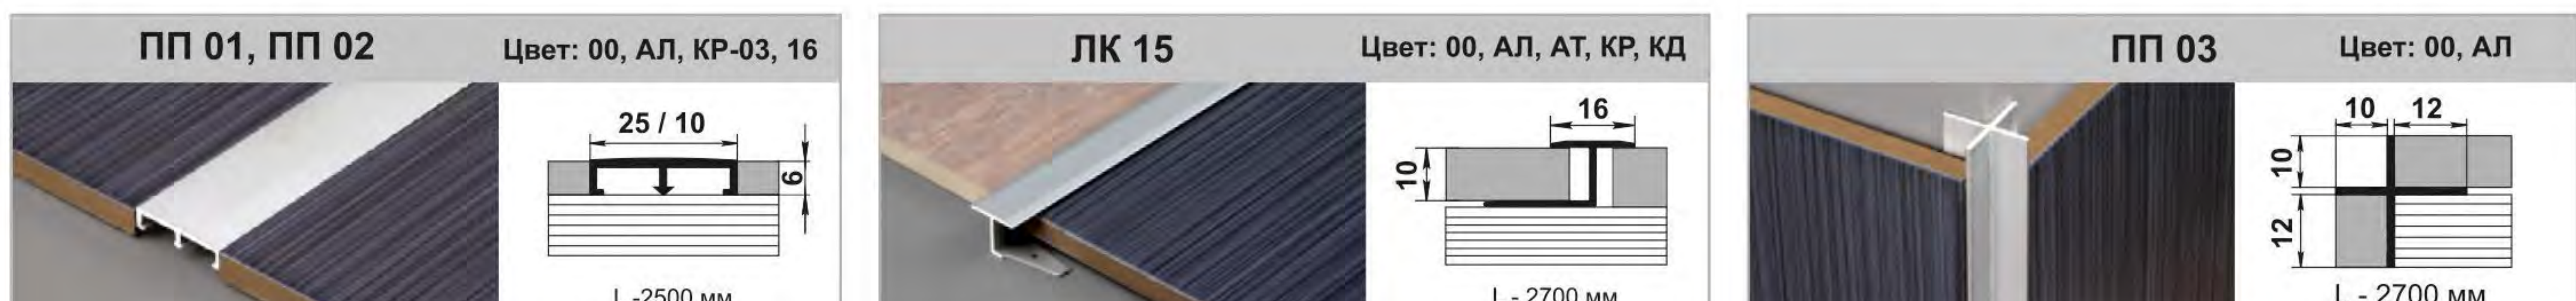 ПП 01, ПП 02
Цвет: 00, АЛ, КР-03, 16
25 / 10
6
L -2500 мм
ЛК 15
Цвет: 00, АЛ, АТ, КР, КД
16
10
L - 2700 мм
ПП 03
Цвет: 00, АЛ
10
12
10
12
L - 2700 мм